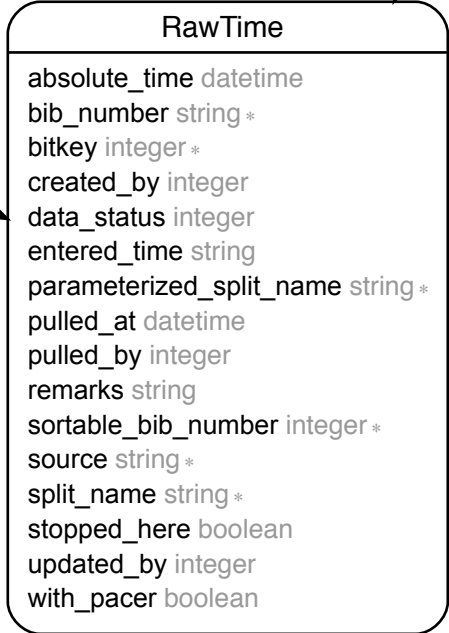 RawTime
absolute_time datetime
bib_number string *
bitkey integer *
created_by integer
data_status integer
entered_time string
parameterized_split_name string *
pulled_at datetime
pulled_by integer
remarks string
sortable_bib_number integer *
source string *
split_name string *
stopped_here boolean
updated_by integer
with_pacer boolean